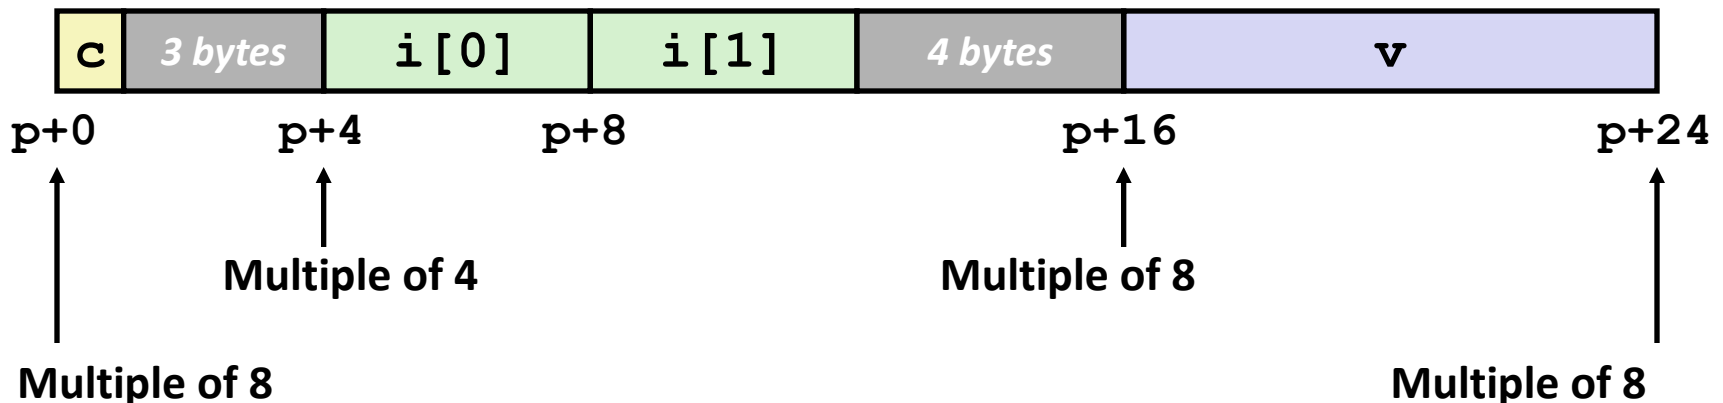 c 3 bytes i[0] i[1] 4 bytes v
p+0 p+4 p+8 p+16 p+24
Multiple of 4 Multiple of 8
Multiple of 8 Multiple of 8